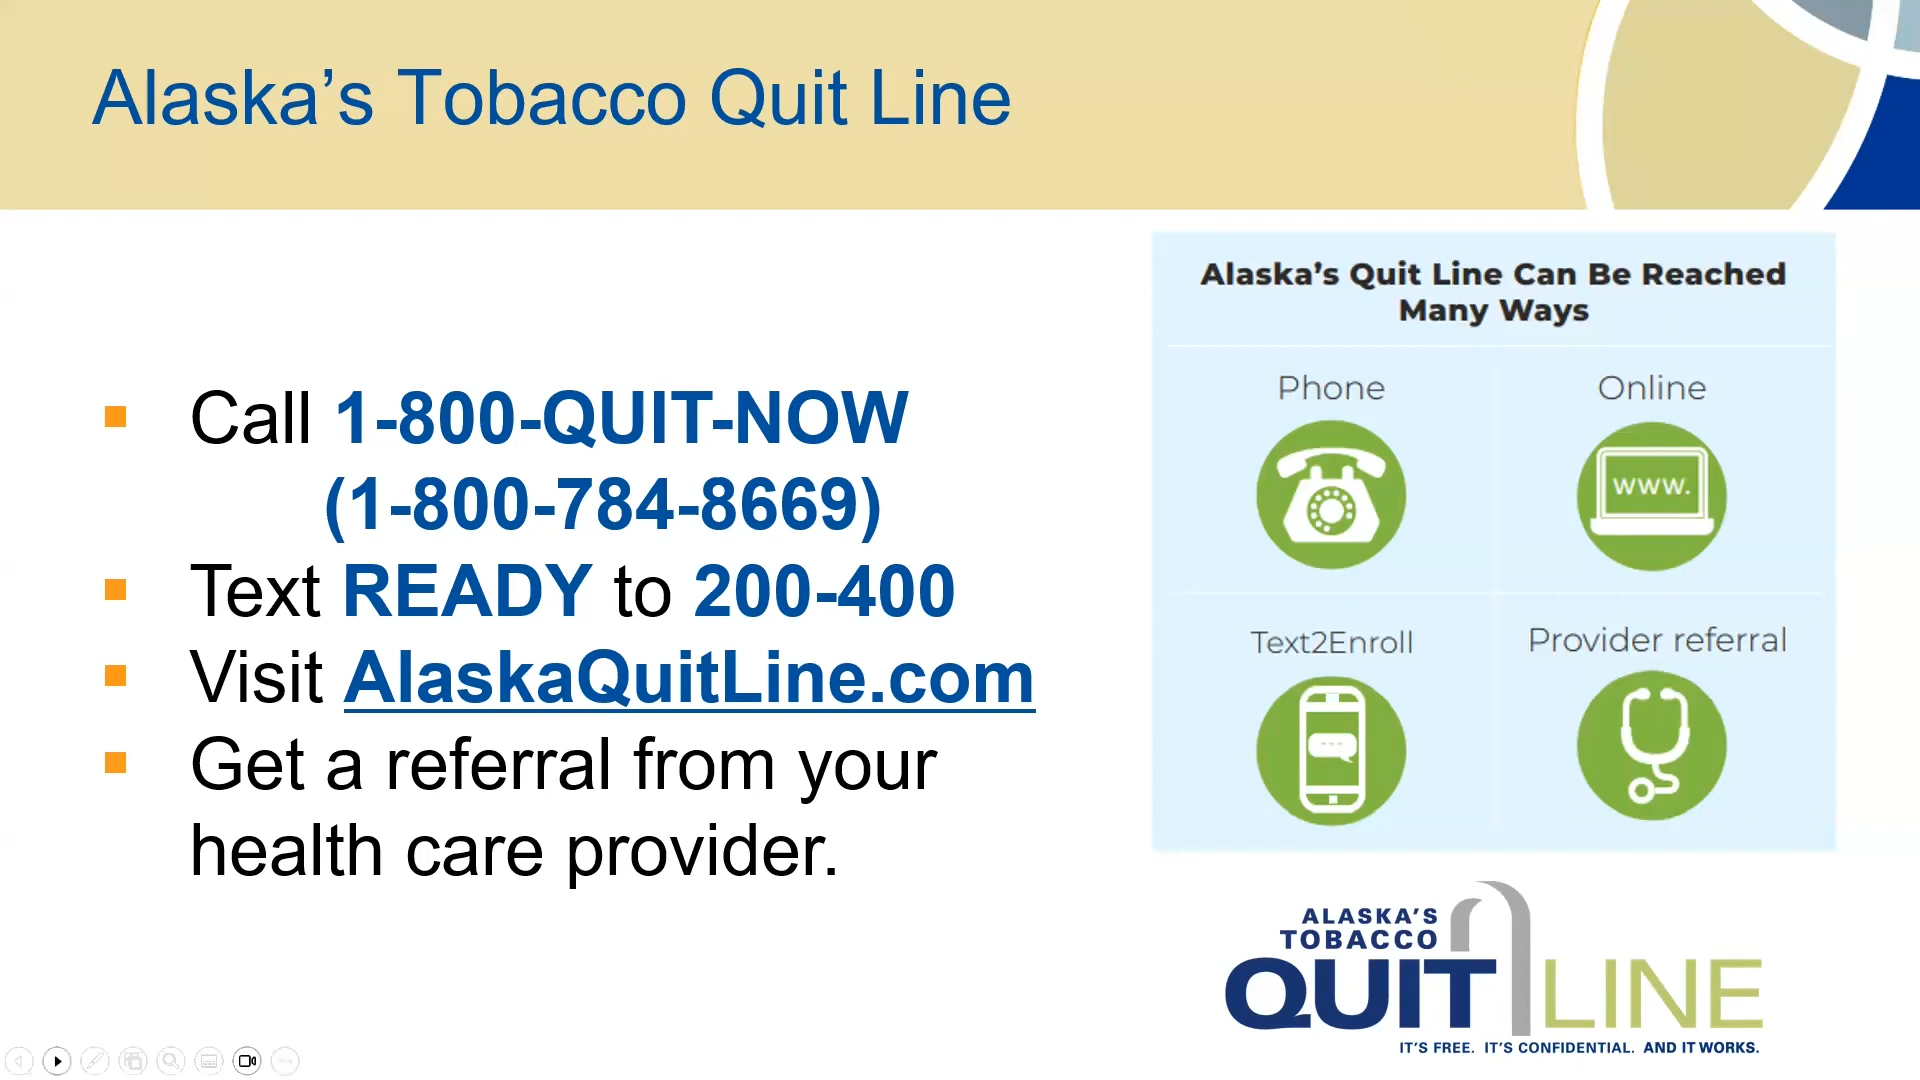 Alaska’s Tobacco Quit Line
Call 1-800-QUIT-NOW
(1-800-784-8669)
Text READY to 200-400
Visit AlaskaQuitLine.com
Get a referral from your
health care provider.
Alaska’s Quit Line Can Be Reached
Many Ways
Phone
Online
www.
Text2Enroll
Provider referral
ALASKA’S
TOBACCO
QUIT LINE
IT’S FREE. IT’S CONFIDENTIAL. AND IT WORKS.